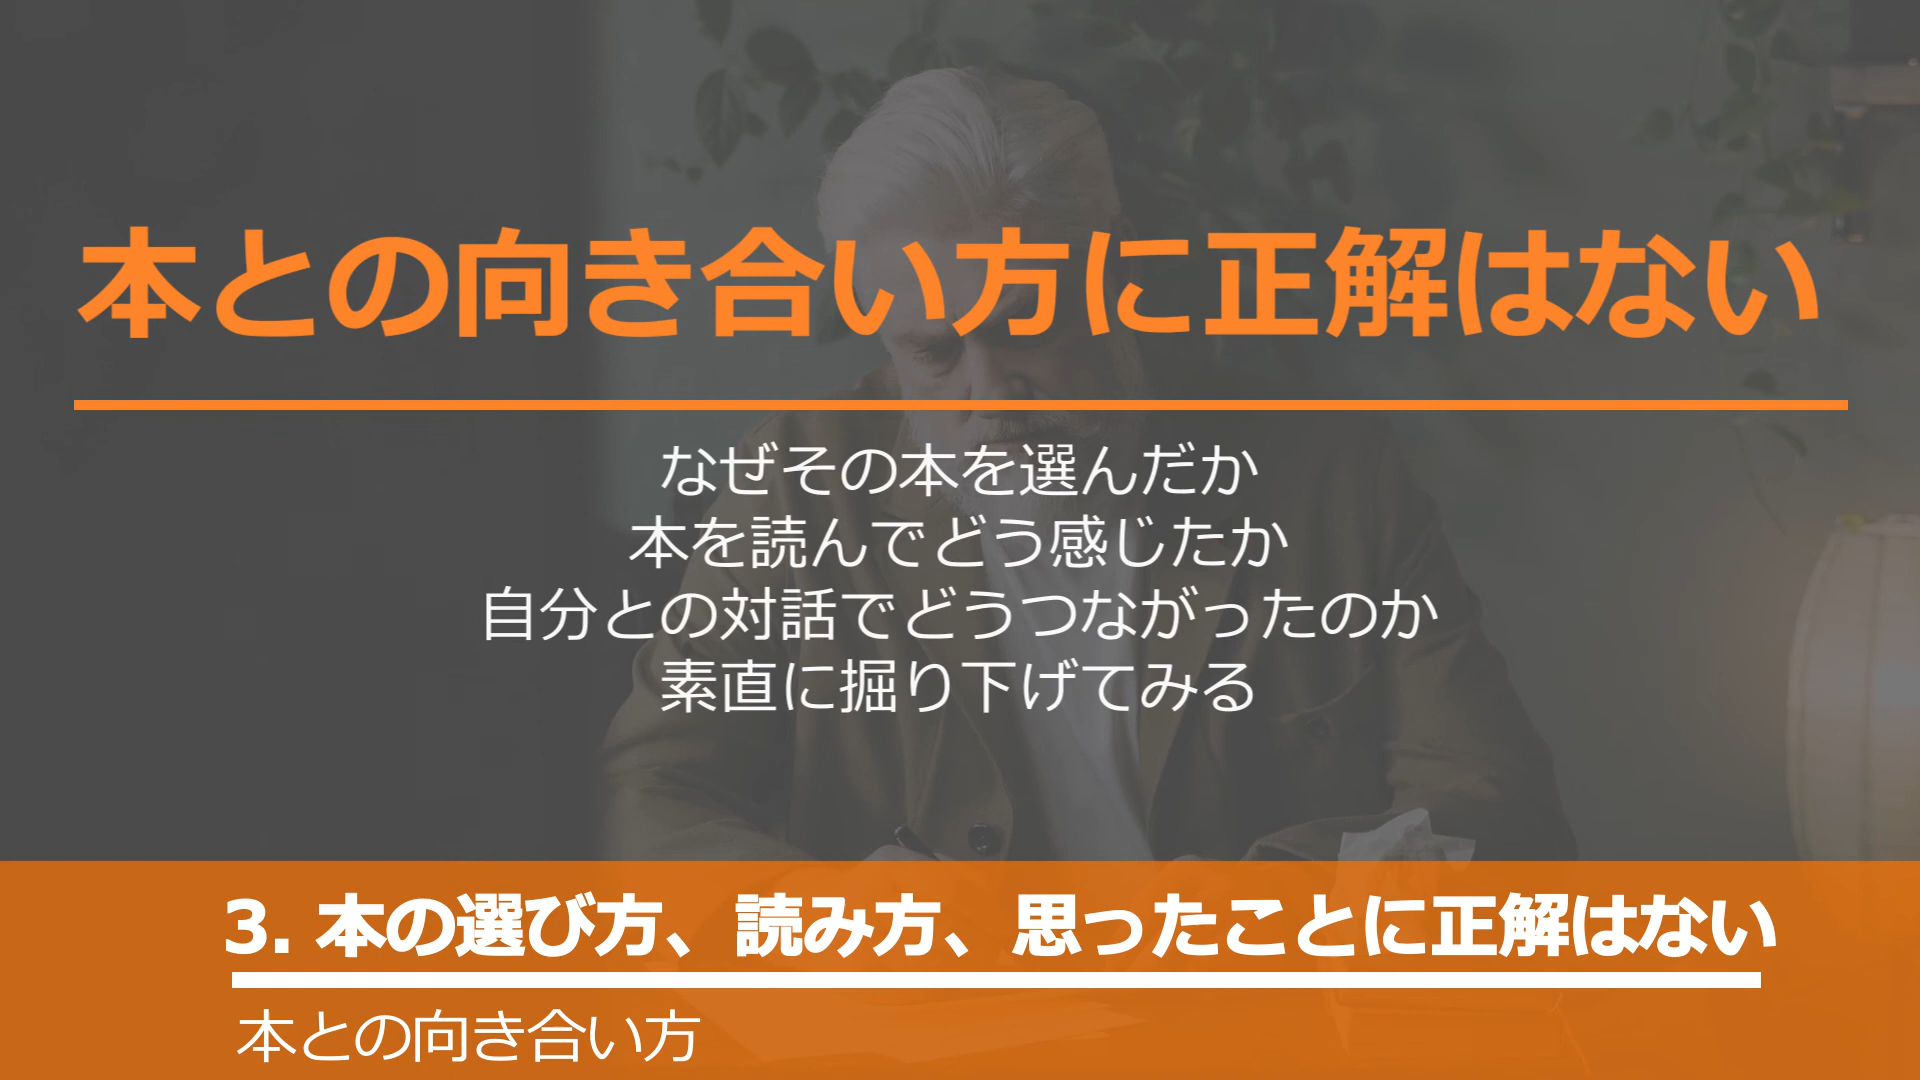 本との向き合い方に正解はない
なぜその本を選んだか
本を読んでどう感じたか
自分との対話でどうつながったのか
素直に掘り下げてみる
3. 本の選び方、読み方、思ったことに正解はない
本との向き合い方